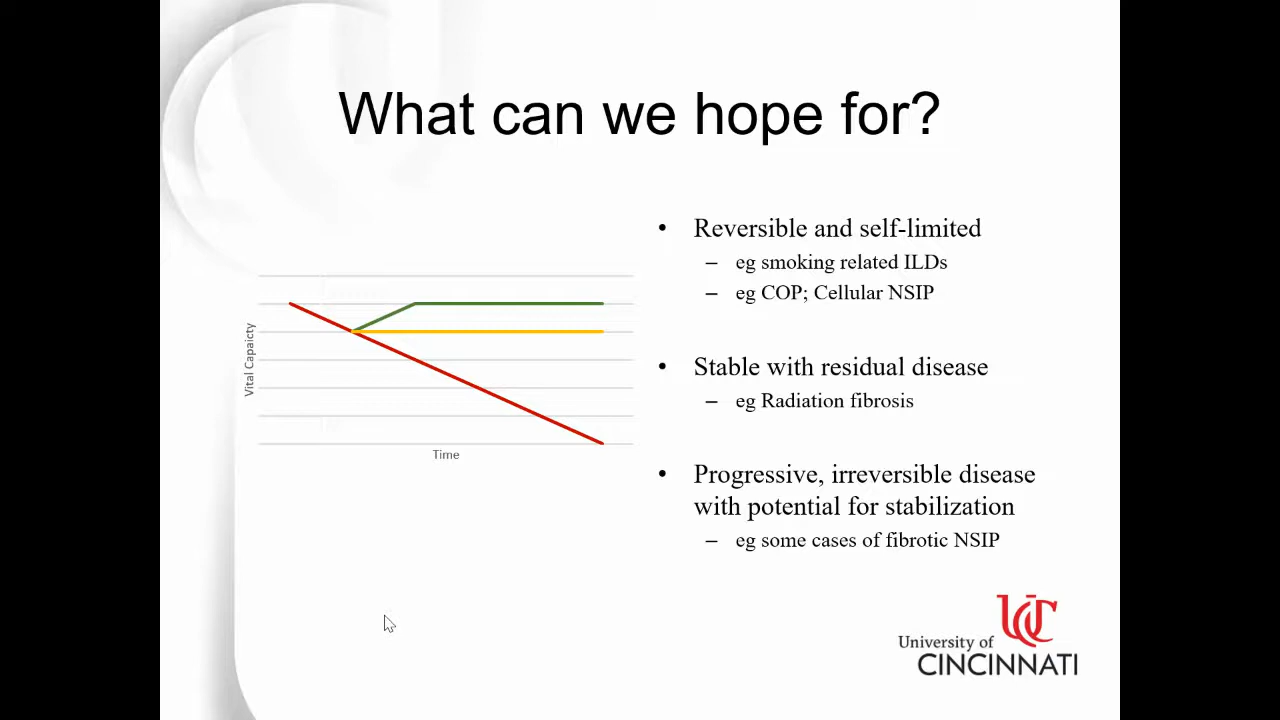 What can we hope for?
• Reversible and self-limited
– eg smoking related ILDs
– eg COP; Cellular NSIP
• Stable with residual disease
– eg Radiation fibrosis
• Progressive, irreversible disease
with potential for stabilization
– eg some cases of fibrotic NSIP
Vital Capaicty
Time
UC
University of
CINCINNATI